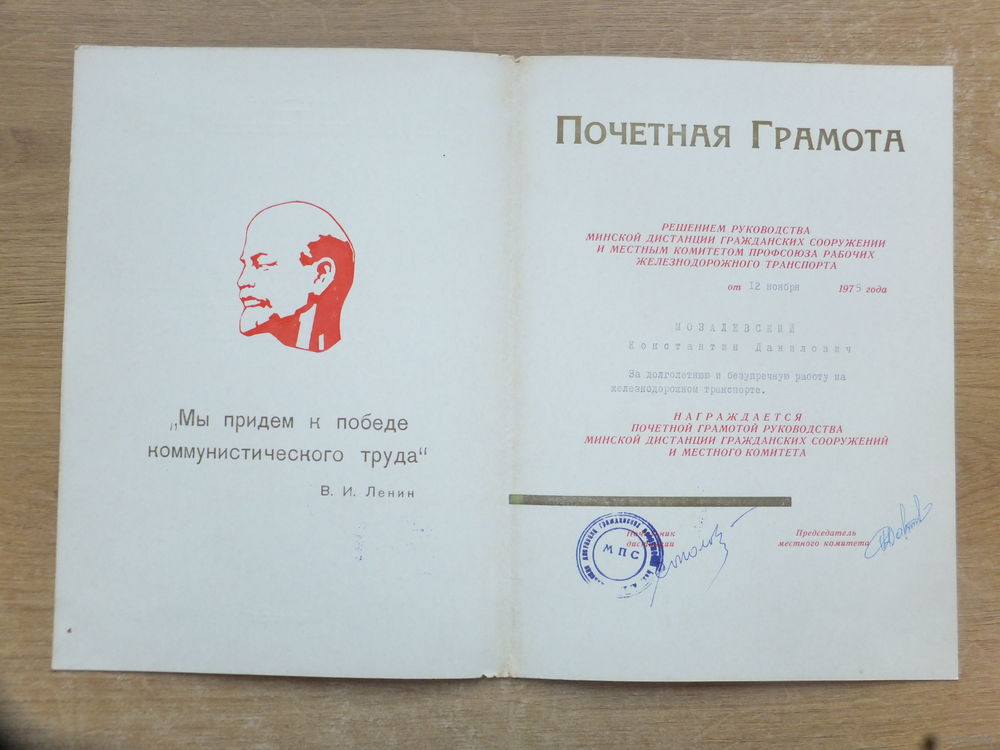 „Мы придем к победе
коммунистического труда“
В. И. Ленин
ПОЧЕТНАЯ ГРАМОТА
РЕШЕНИЕМ РУКОВОДСТВА
МИНСКОЙ ДИСТАНЦИИ ГРАЖДАНСКИХ СООРУЖЕНИИ
И МЕСТНЫМ КОМИТЕТОМ ПРОФСОЮЗА РАБОЧИХ
ЖЕЛЕЗНОДОРОЖНОГО ТРАНСПОРТА
от 12 ноября 1975 года
МОЗАЛЕВСКИЙ
Константин Данилович
За долголетнюю и безупречную работу на
железнодорожном транспорте.
НАГРАЖДАЕТСЯ
ПОЧЕТНОЙ ГРАМОТОЙ РУКОВОДСТВА
МИНСКОЙ ДИСТАНЦИИ ГРАЖДАНСКИХ СООРУЖЕНИЙ
И МЕСТНОГО КОМИТЕТА
Начальник
дистанции
Председатель
местного комитета
МПС